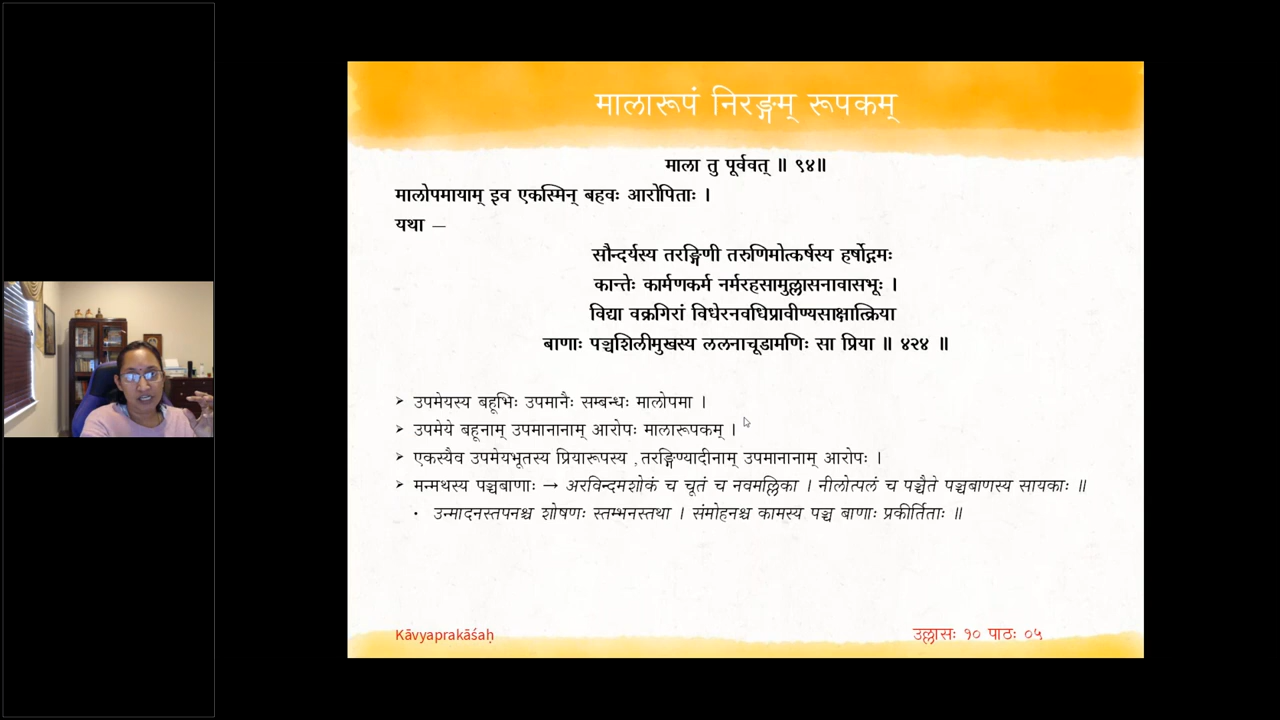 मालारूपं निरङ्गम् रूपकम्
माला तु पूर्ववत् ॥ ९४॥
मालोपमायाम् इव एकस्मिन् बहवः आरोपिताः ।
यथा —
सौन्दर्यस्य तरङ्गिणी तरुणिमोत्कर्षस्य हर्षोद्गमः
कान्तेः कार्मणकर्म नर्मरहसामुल्लासनावासभूः ।
विद्या वक्रगिरां विधेरनवधिप्रावीण्यसाक्षात्क्रिया
बाणाः पञ्चशिलीमुखस्य ललनाचूडामणिः सा प्रिया ॥ ४२४ ॥
➢ उपमेयस्य बहूभिः उपमानैः सम्बन्धः मालोपमा ।
➢ उपमेये बहूनाम् उपमानानाम् आरोपः मालारूपकम् ।
➢ एकस्यैव उपमेयभूतस्य प्रियारूपस्य ,तरङ्गिण्यादीनाम् उपमानानाम् आरोपः ।
➢ मन्मथस्य पञ्चबाणाः → अरविन्दमशोकं च चूतं च नवमल्लिका । नीलोत्पलं च पञ्चैते पञ्चबाणस्य सायकाः ॥
• उन्मादनस्तपनश्च शोषणः स्तम्भनस्तथा । संमोहनश्च कामस्य पञ्च बाणाः प्रकीर्तिताः ॥
Kāvyaprakāśaḥ
उल्लासः १० पाठः ०५